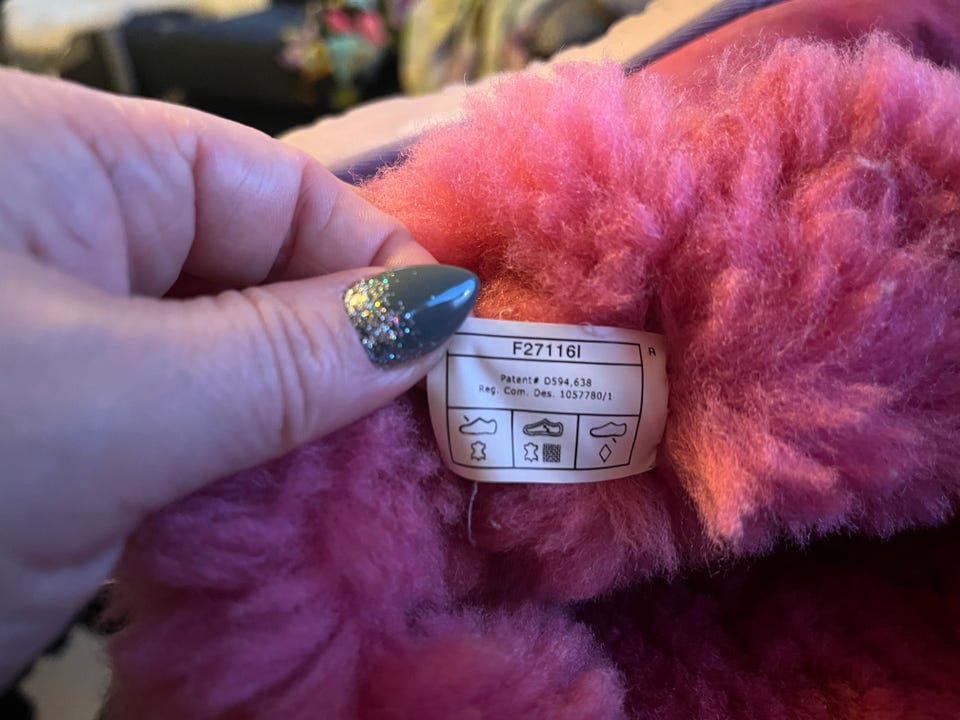 F27116I
R
Patent# D594,638
Reg. Com. Des. 1057780/1